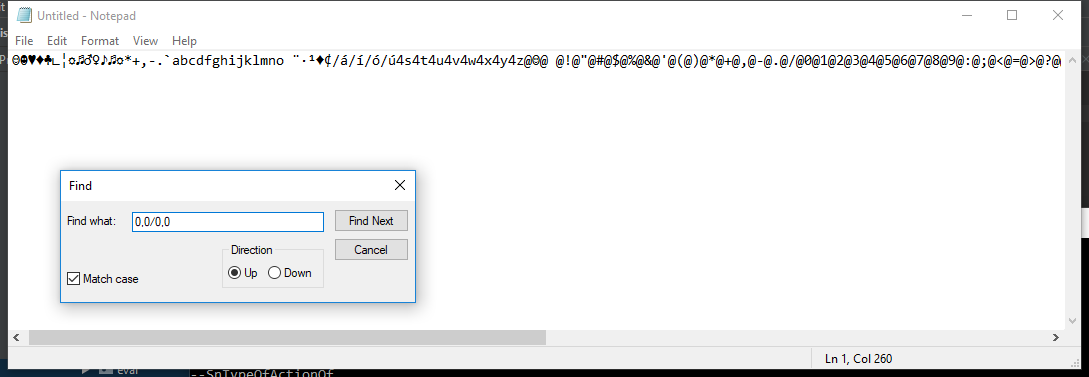 Untitled - Notepad
File Edit Format View Help
☺☻♥♦♣∟¦¤♫♂♀♪♫¤*+,-.`abcdfghijklmno ¨·¹♦₵/á/í/ó/ú4s4t4u4v4w4x4y4z@☺@ @!@"@#@$@%@&@'@(@)@*@+@,@-@.@/@0@1@2@3@4@5@6@7@8@9@:@;@<@=@>@?@
Find
Find what: 0,0/0,0
Find Next
Direction
Cancel
Up Down
Match case
Ln 1, Col 260
eval
--SpTypeOfActionOf